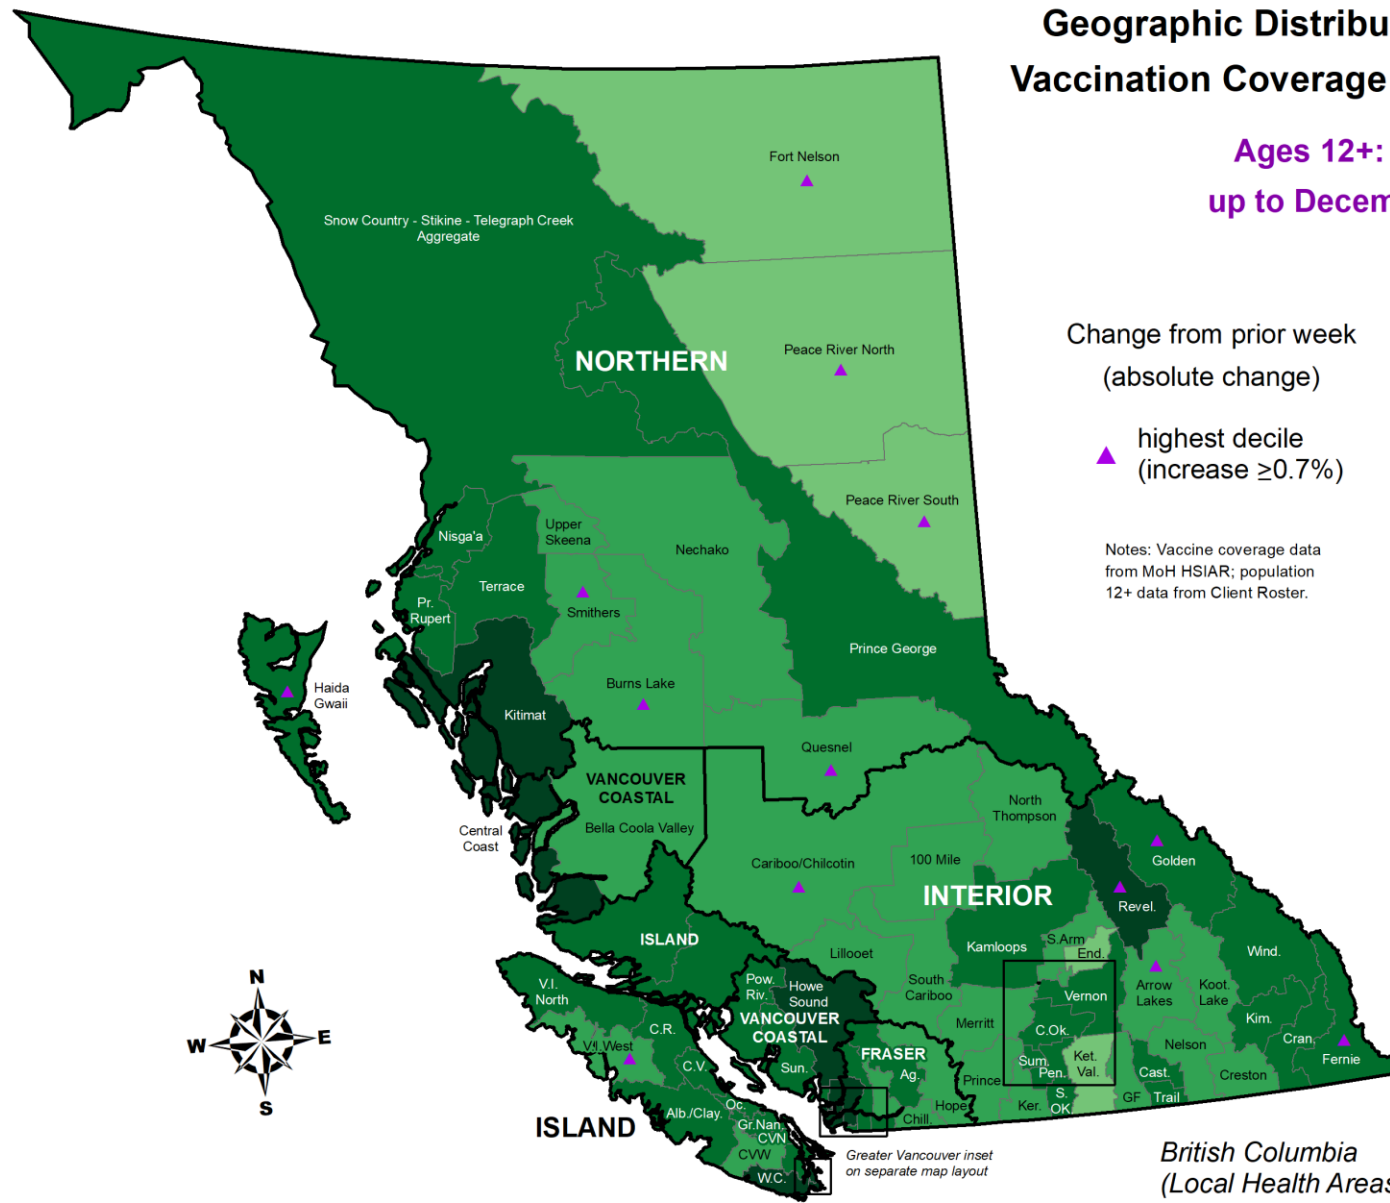 Geographic Distribu
Vaccination Coverage
Ages 12+:
up to Decem
Fort Nelson
Snow Country - Stikine - Telegraph Creek
Aggregate
Change from prior week
(absolute change)
highest decile
(increase ≥0.7%)
Notes: Vaccine coverage data
from MoH HSIAR; population
12+ data from Client Roster.
NORTHERN
Peace River North
Peace River South
Nisga'a
Upper
Skeena
Nechako
Terrace
Pr.
Rupert
Smithers
Prince George
Haida
Gwaii
Burns Lake
Kitimat
Quesnel
VANCOUVER
COASTAL
Bella Coola Valley
Central
Coast
North
Thompson
Cariboo/Chilcotin
100 Mile
Golden
INTERIOR
Revel.
ISLAND
Kamloops
S.Arm
End.
Wind.
Lillooet
South
Cariboo
V.I.
North
Pow.
Riv.
Howe
Sound
Vernon
Arrow
Lakes
Koot.
Lake
VANCOUVER
COASTAL
C.R.
Merritt
C.Ok.
Kim.
V.I.West
Cran.
Fernie
FRASER
Nelson
C.V.
Sun.
Ag.
Sum.
Pen.
Ket.
Val.
Cast.
Creston
Prince
Alb./Clay.
Oc.
Hope
Ker.
S.
OK
GF
Trail
Chill.
Gr.Nan.
CVN
ISLAND
CVW
W.C.
Greater Vancouver inset
on separate map layout
N
W
E
S
British Columbia
(Local Health Areas